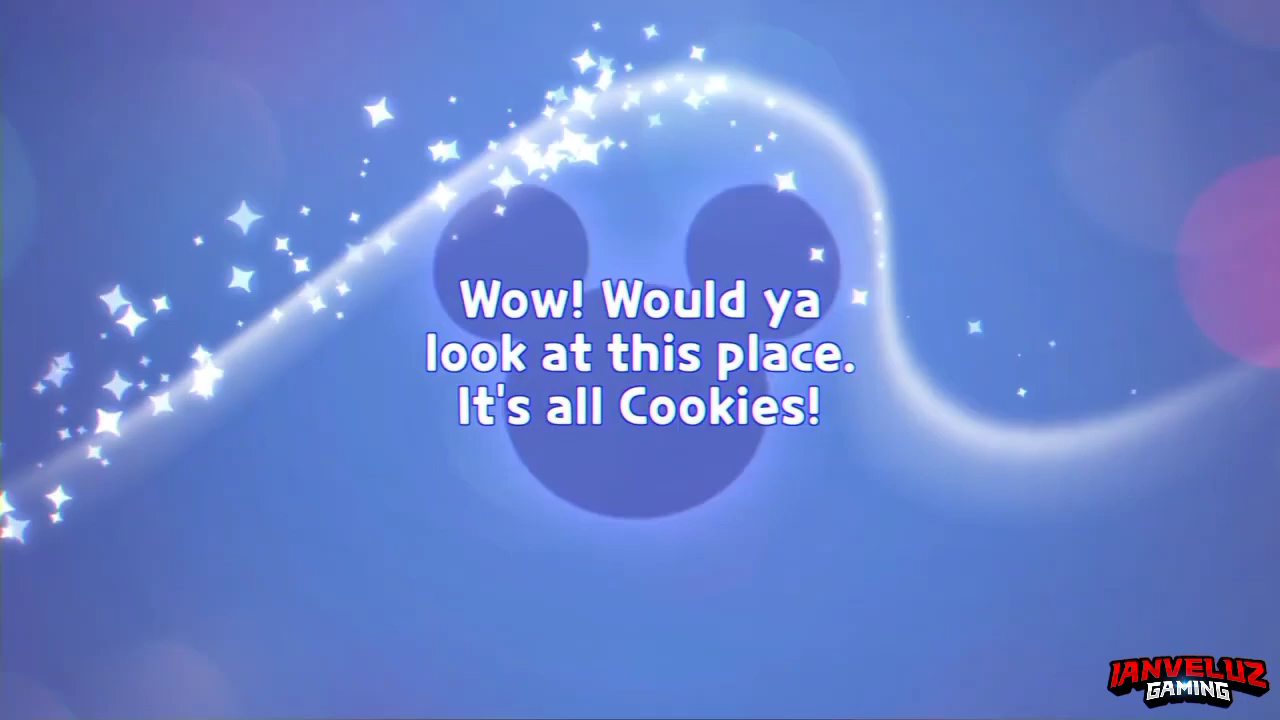 Wow! Would ya
look at this place.
It's all Cookies!
IANVELUZ
GAMING